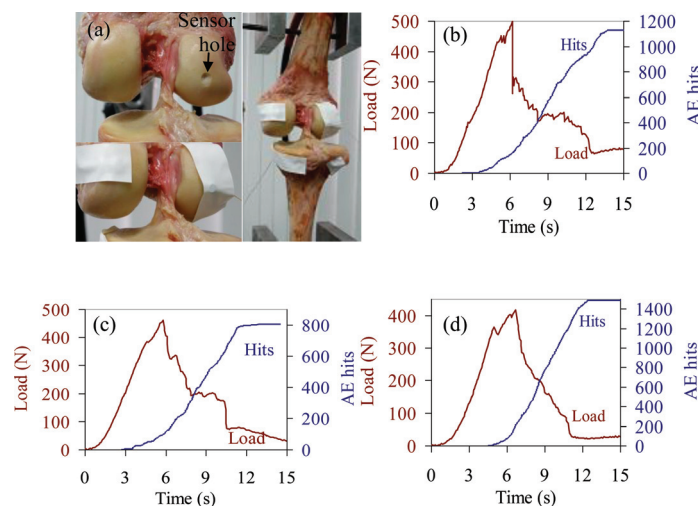 (a)
Sensor
hole
(b)
Load (N)
500
400
300
200
100
0
Hits
Load
AE hits
1200
1000
800
600
400
200
0
0 3 6 9 12 15
Time (s)
(c)
Load (N)
500
400
300
200
100
0
Hits
Load
AE hits
800
600
400
200
0
0 3 6 9 12 15
Time (s)
(d)
Load (N)
400
300
200
100
0
Hits
Load
AE hits
1400
1200
1000
800
600
400
200
0
0 3 6 9 12 15
Time (s)